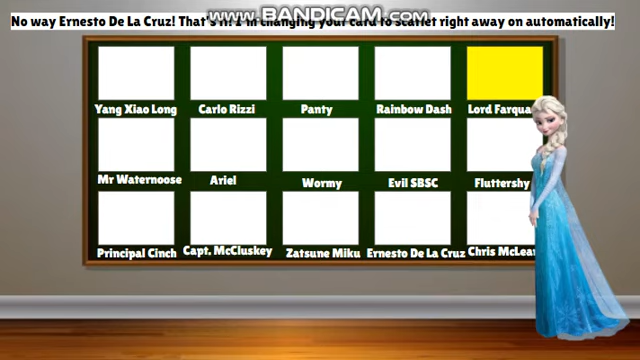 WWW.BANDICAM.COM
No way Ernesto De La Cruz! That's it! I'm changing your card to scarlet right away on automatically!
Yang Xiao Long Carlo Rizzi Panty Rainbow Dash Lord Farqua
Mr Waternoose Ariel Wormy Evil SBSC Fluttershy
Principal Cinch Capt. McCluskey Zatsune Miku Ernesto De La Cruz Chris McLean